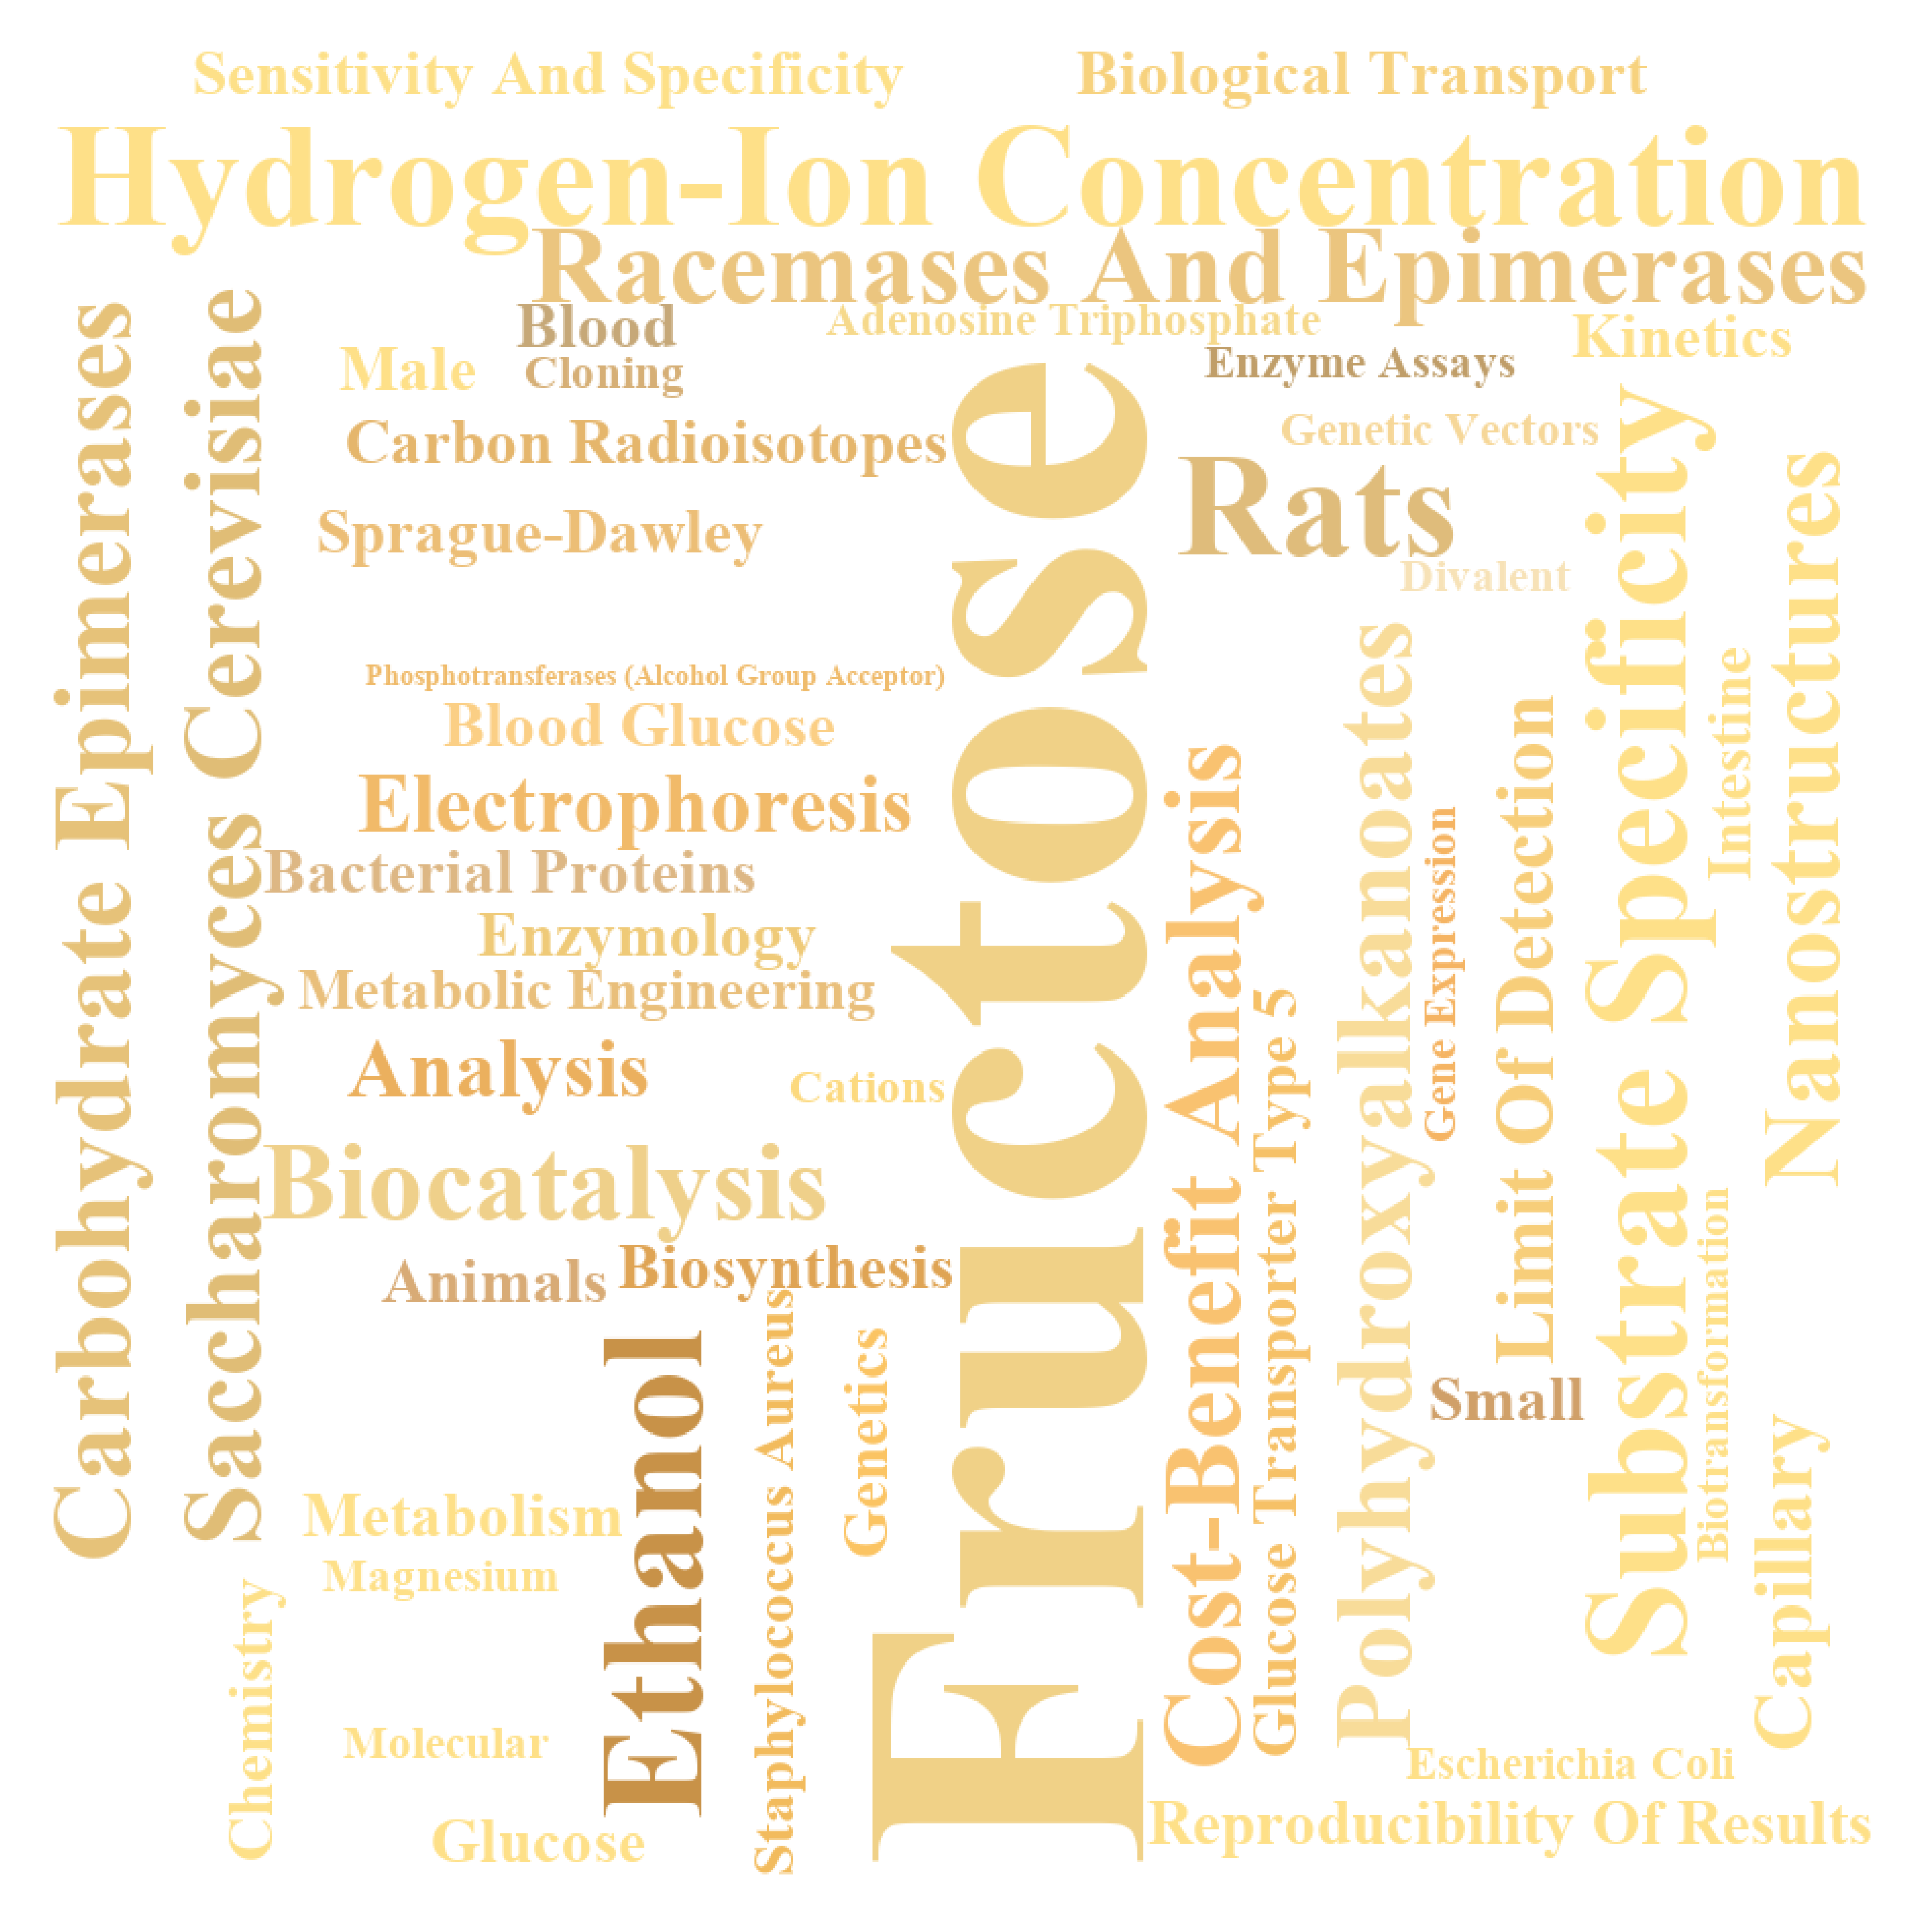 Sensitivity And Specificity
Biological Transport
Hydrogen-Ion Concentration
Racemases And Epimerases
Carbohydrate Epimerases
Saccharomyces Cerevisiae
Blood
Adenosine Triphosphate
Kinetics
Male
Cloning
Enzyme Assays
Carbon Radioisotopes
Genetic Vectors
Sprague-Dawley
Rats
Divalent
Fructose
Phosphotransferases (Alcohol Group Acceptor)
Blood Glucose
Electrophoresis
Bacterial Proteins
Enzymology
Metabolic Engineering
Analysis
Cations
Biocatalysis
Animals
Biosynthesis
Cost-Benefit Analysis
Glucose Transporter Type 5
Polyhydroxyalkanoates
Gene Expression
Limit Of Detection
Substrate Specificity
Intestine
Nanostructures
Biotransformation
Capillary
Small
Ethanol
Staphylococcus Aureus
Genetics
Metabolism
Magnesium
Chemistry
Molecular
Glucose
Escherichia Coli
Reproducibility Of Results